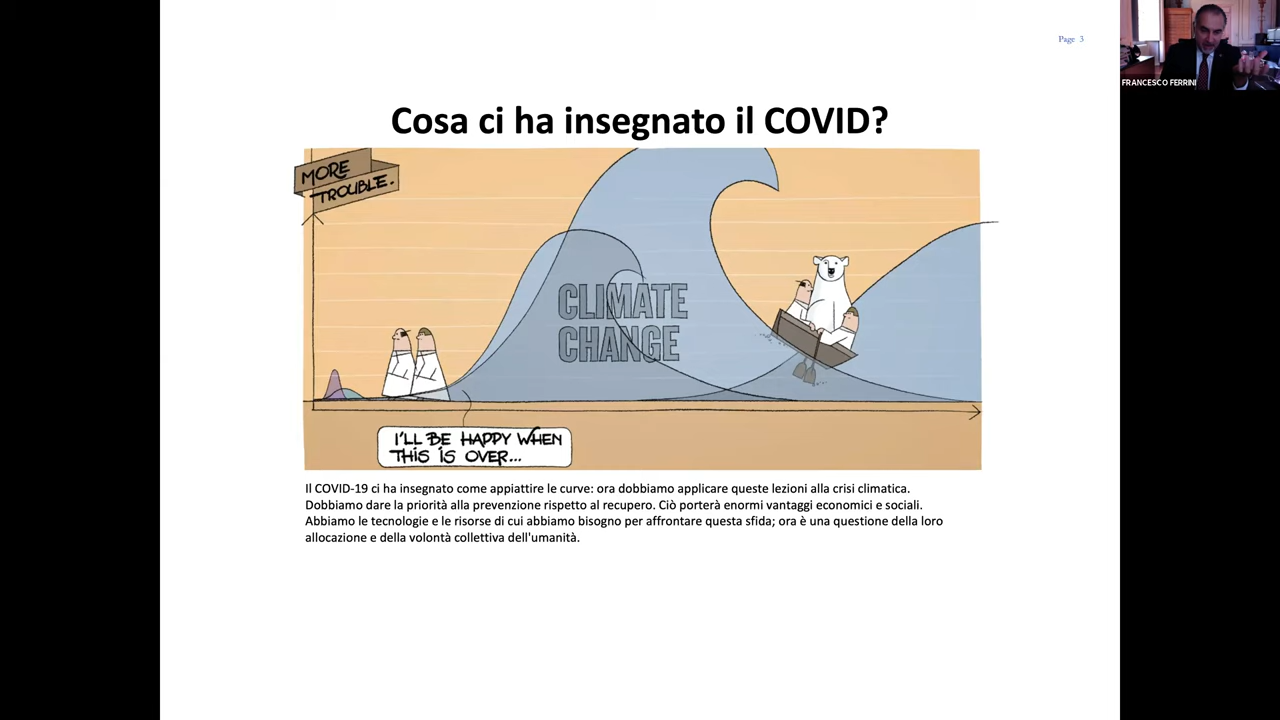 Page 3
FRANCESCO FERRINI
Cosa ci ha insegnato il COVID?
MORE
TROUBLE.
CLIMATE
CHANGE
I'LL BE HAPPY WHEN
THIS IS OVER...
Il COVID-19 ci ha insegnato come appiattire le curve: ora dobbiamo applicare queste lezioni alla crisi climatica.
Dobbiamo dare la priorità alla prevenzione rispetto al recupero. Ciò porterà enormi vantaggi economici e sociali.
Abbiamo le tecnologie e le risorse di cui abbiamo bisogno per affrontare questa sfida; ora è una questione della loro
allocazione e della volontà collettiva dell'umanità.